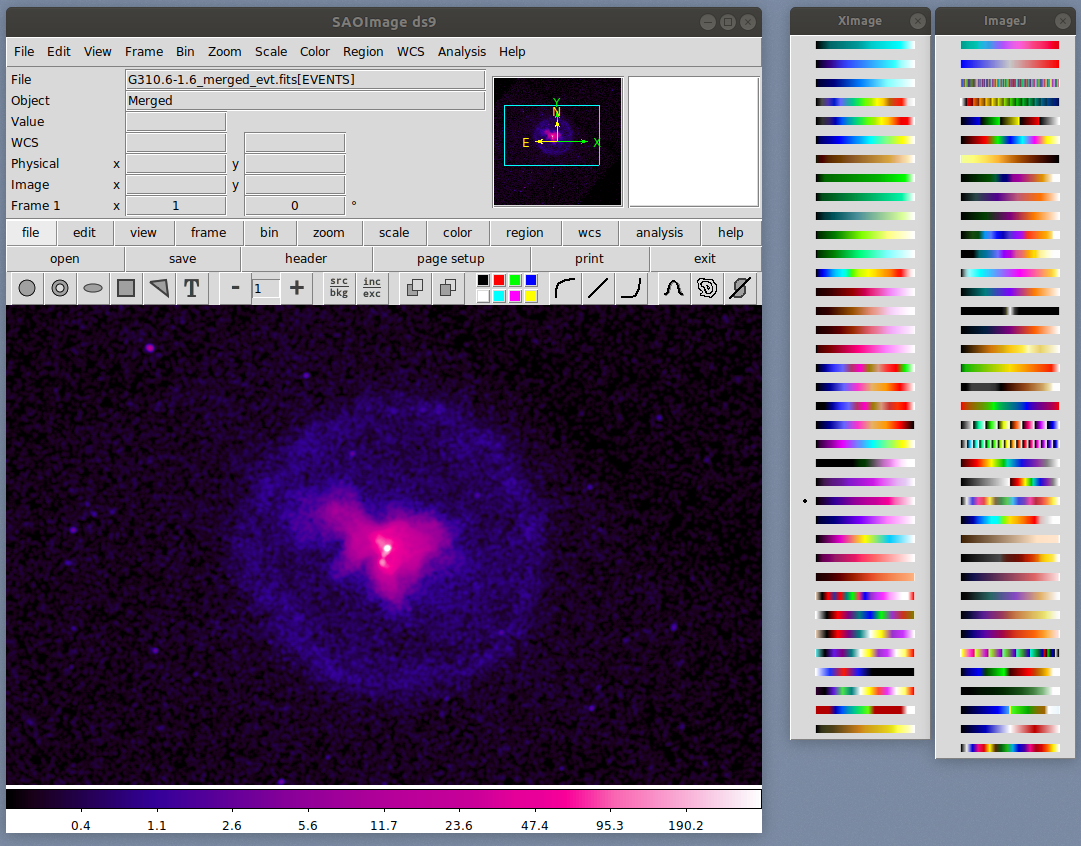 SAOImage ds9
File Edit View Frame Bin Zoom Scale Color Region WCS Analysis Help
File G310.6-1.6_merged_evt.fits[EVENTS]
Object Merged
Value
WCS
Physical x y
Image x y
Frame 1 x 1 0 °
Y
N
E X
file edit view frame bin zoom scale color region wcs analysis help
open save header page setup print exit
T - 1 + src bkg inc exc
0.4 1.1 2.6 5.6 11.7 23.6 47.4 95.3 190.2
XImage
ImageJ